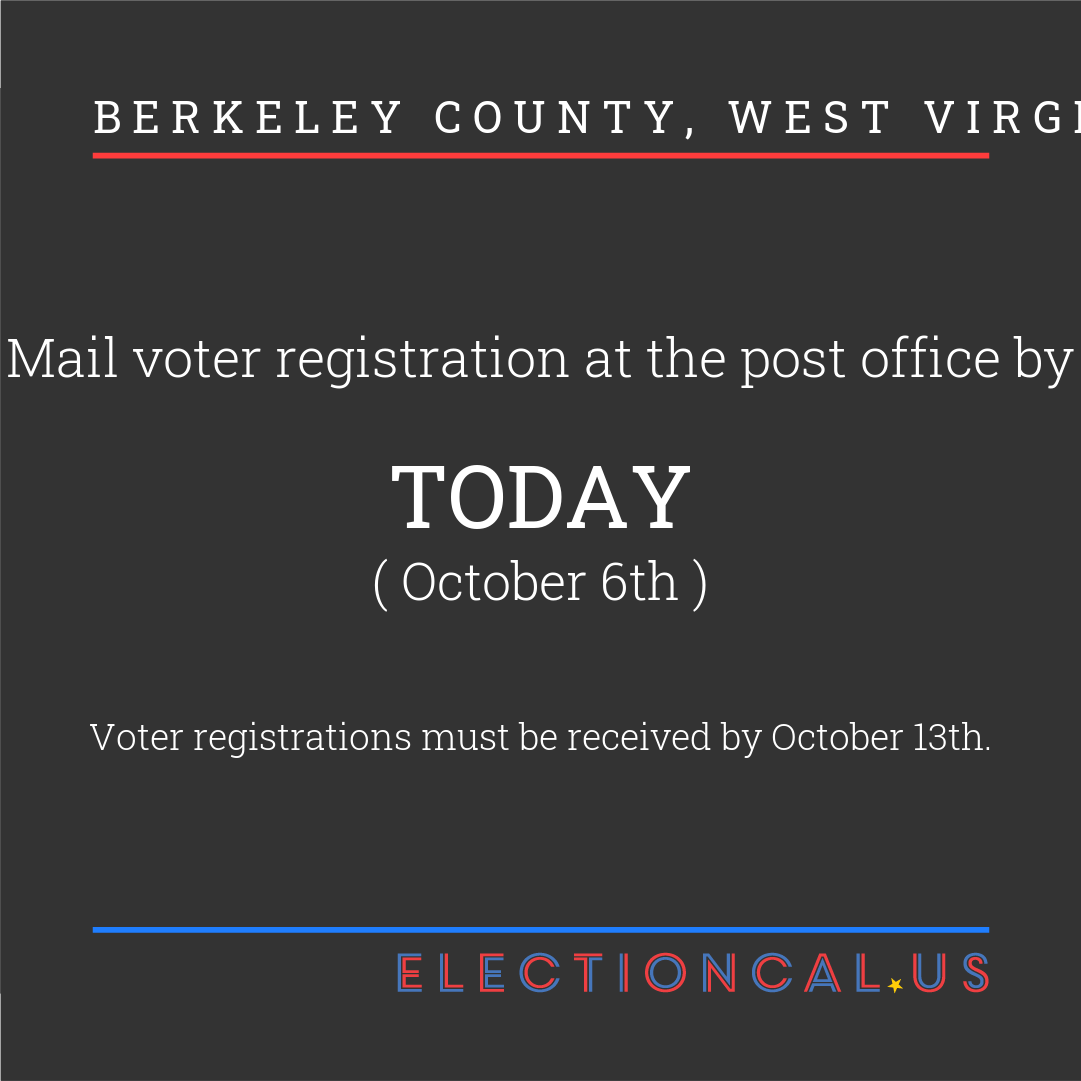 BERKELEY COUNTY, WEST VIRGI
Mail voter registration at the post office by
TODAY
( October 6th )
Voter registrations must be received by October 13th.
ELECTIONCAL.US